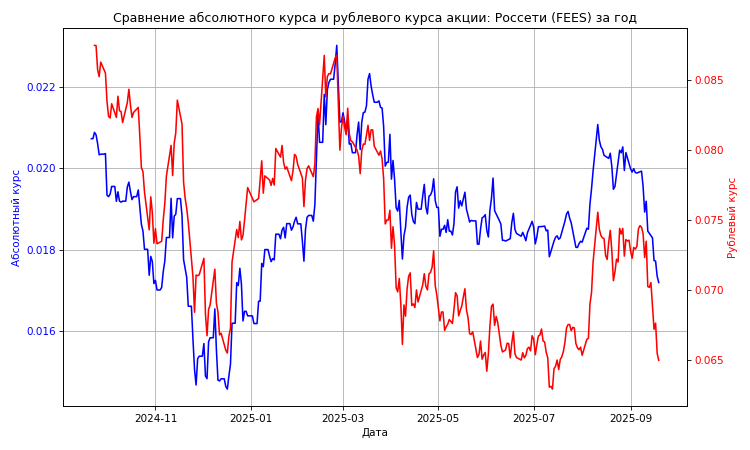 Сравнение абсолютного курса и рублевого курса акции: Россети (FEES) за год
0.022
0.020
0.018
0.016
Абсолютный курс
0.085
0.080
0.075
0.070
0.065
Рублевый курс
2024-11 2025-01 2025-03 2025-05 2025-07 2025-09
Дата